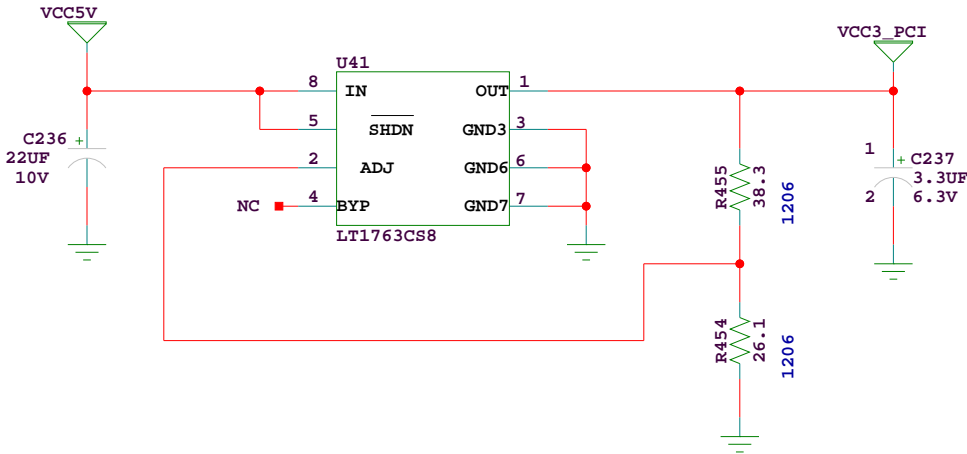 VCC5V
VCC3_PCI
U41
8 IN OUT 1
5 SHDN GND3 3
2 ADJ GND6 6
4 BYP GND7 7
NC
LT1763CS8
C236 +
22UF
10V
R455
38.3
1206
1
+ C237
3.3UF
2 6.3V
R454
26.1
1206